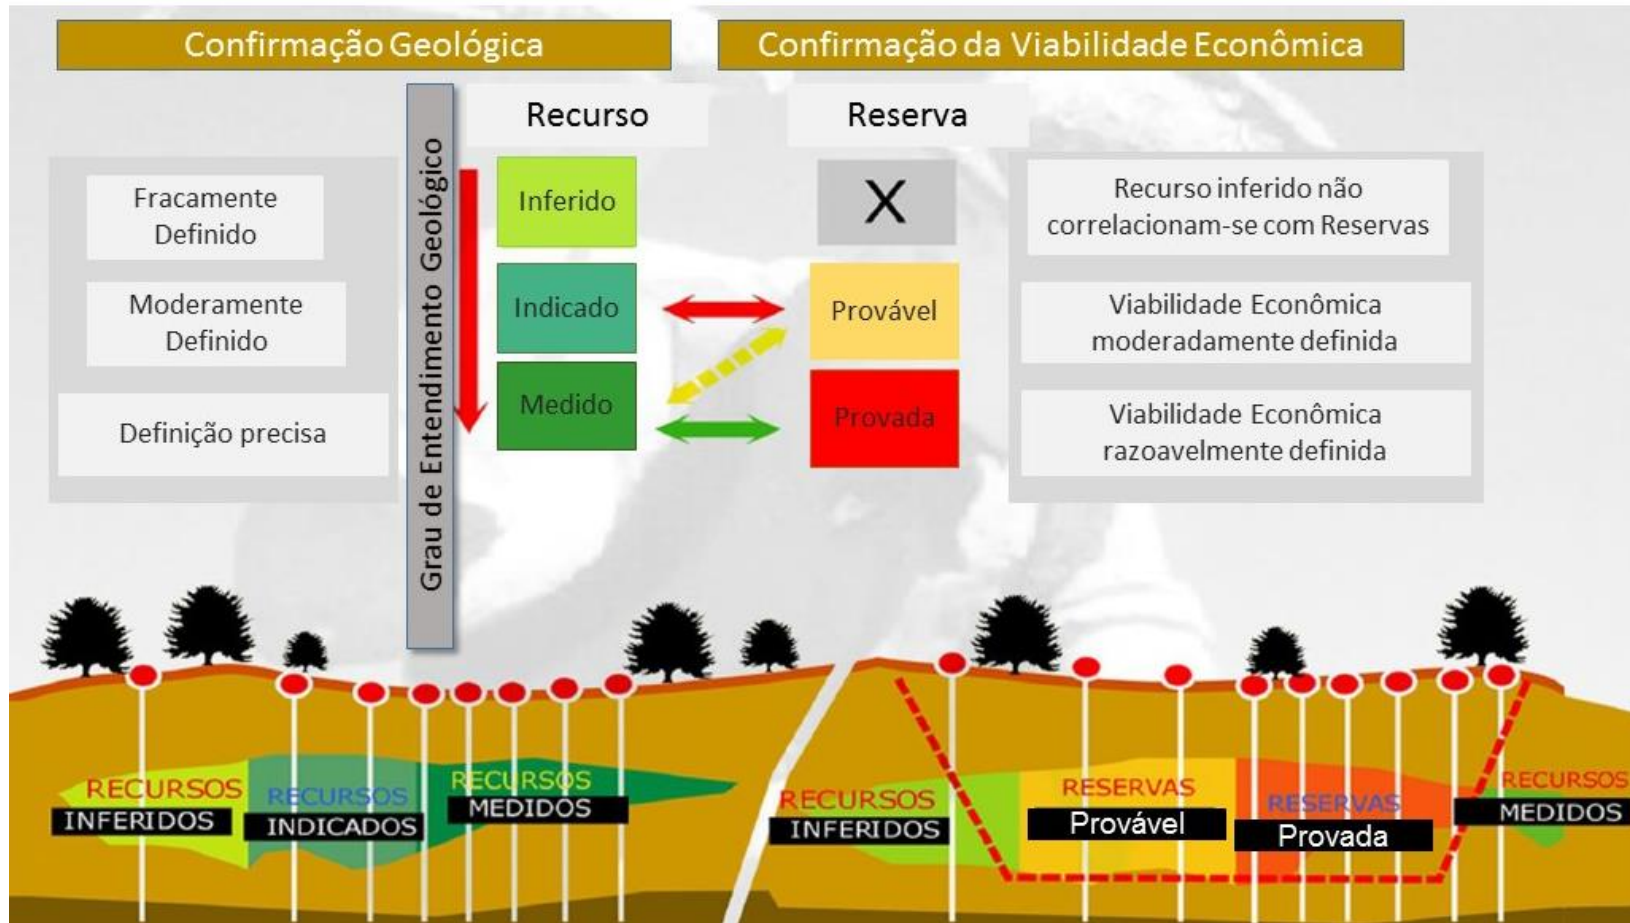 Confirmação Geológica
Confirmação da Viabilidade Econômica
Grau de Entendimento Geológico
Recurso
Reserva
Fracamente
Definido
Inferido
X
Recurso inferido não
correlacionam-se com Reservas
Moderamente
Definido
Indicado
Provável
Viabilidade Econômica
moderadamente definida
Definição precisa
Medido
Provada
Viabilidade Econômica
razoavelmente definida
RECURSOS
INFERIDOS
RECURSOS
INDICADOS
RECURSOS
MEDIDOS
RECURSOS
INFERIDOS
RESERVAS
Provável
RESERVAS
Provada
RECURSOS
MEDIDOS